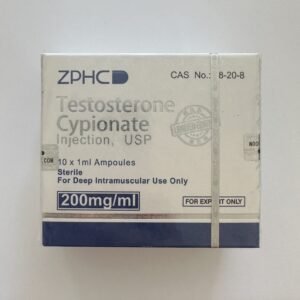 ZPHC
CAS No.: 58-20-8
Testosterone
Cypionate
Injection, USP
10 x 1ml Ampoules
Sterile
For Deep Intramuscular Use Only
200mg/ml
FOR EXPORT ONLY